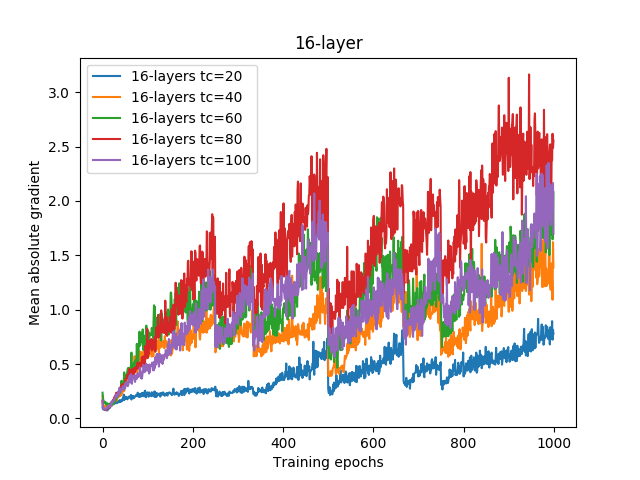 16-layer
16-layers tc=20
16-layers tc=40
16-layers tc=60
16-layers tc=80
16-layers tc=100
Mean absolute gradient
3.0
2.5
2.0
1.5
1.0
0.5
0.0
0 200 400 600 800 1000
Training epochs